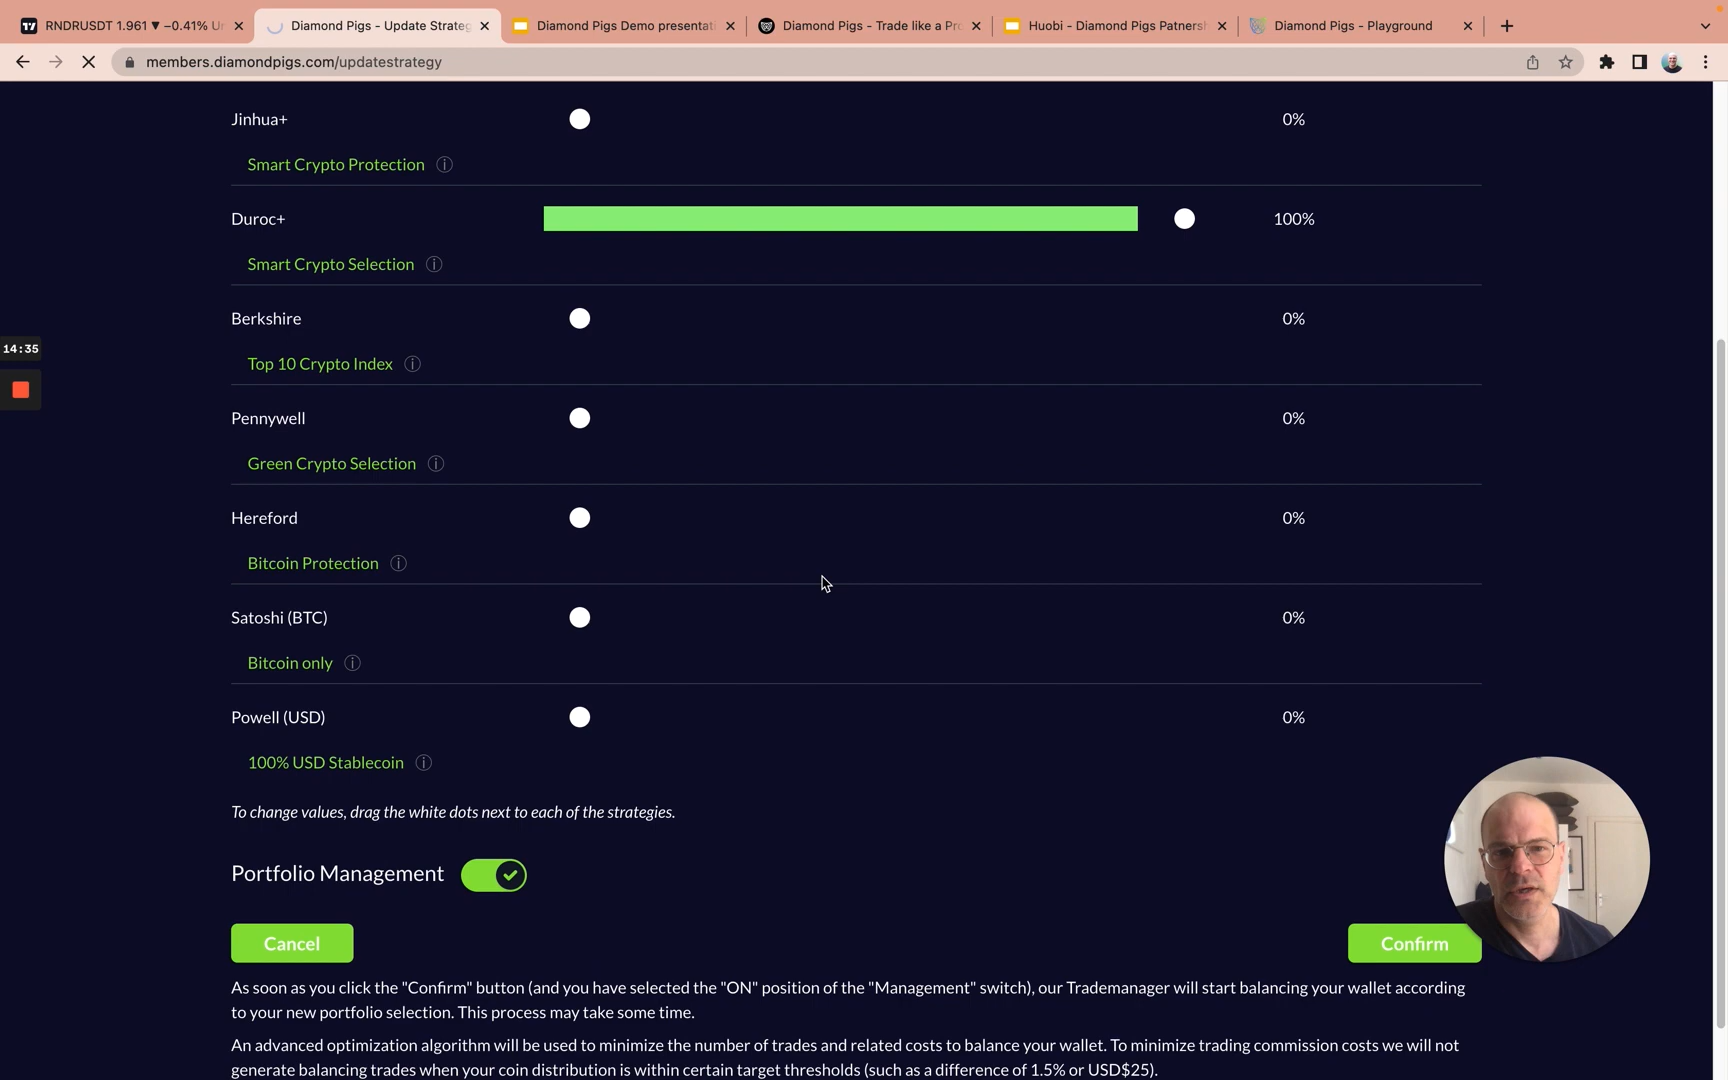 RNDRUSDT 1.961 ▼ −0.41% Un
Diamond Pigs - Update Strateg
Diamond Pigs Demo presentati
Diamond Pigs - Trade like a Pro
Huobi - Diamond Pigs Patnersh
Diamond Pigs - Playground
members.diamondpigs.com/updatestrategy
Jinhua+ 0%
Smart Crypto Protection
Duroc+ 100%
Smart Crypto Selection
Berkshire 0%
14:35
Top 10 Crypto Index
Pennywell 0%
Green Crypto Selection
Hereford 0%
Bitcoin Protection
Satoshi (BTC) 0%
Bitcoin only
Powell (USD) 0%
100% USD Stablecoin
To change values, drag the white dots next to each of the strategies.
Portfolio Management
Cancel Confirm
As soon as you click the "Confirm" button (and you have selected the "ON" position of the "Management" switch), our Trademanager will start balancing your wallet according
to your new portfolio selection. This process may take some time.
An advanced optimization algorithm will be used to minimize the number of trades and related costs to balance your wallet. To minimize trading commission costs we will not
generate balancing trades when your coin distribution is within certain target thresholds (such as a difference of 1.5% or USD$25).